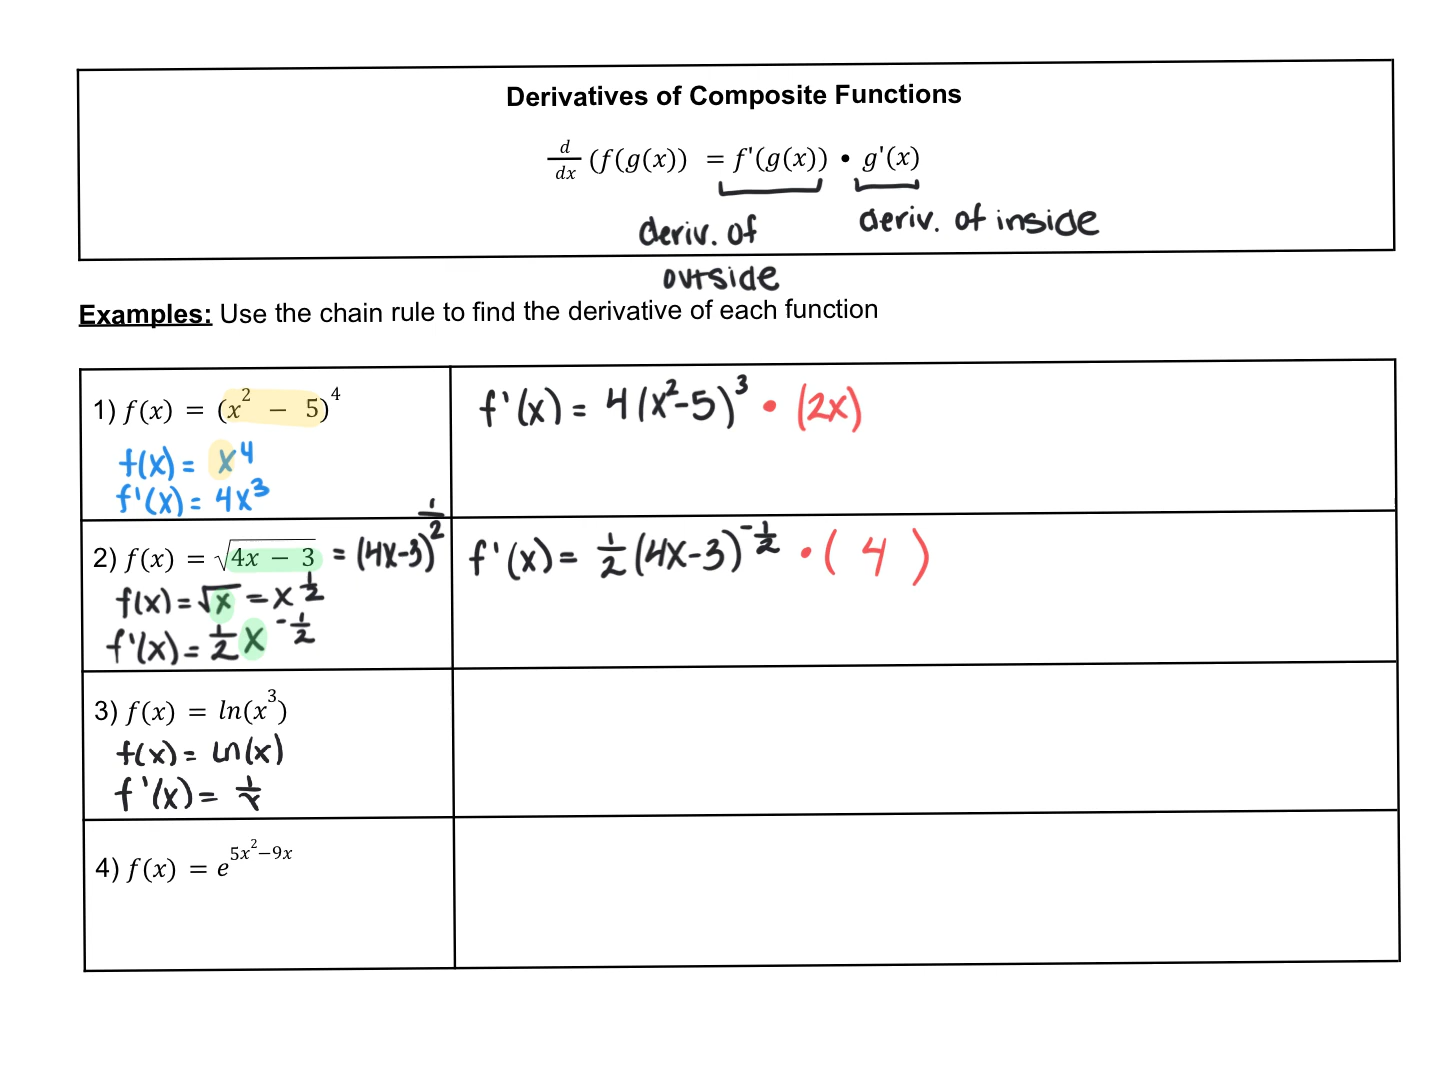 Derivatives of Composite Functions
d/dx (f(g(x)) = f'(g(x)) • g'(x)
deriv. of outside
deriv. of inside
Examples: Use the chain rule to find the derivative of each function
1) f(x) = (x² − 5)⁴
f(x) = x⁴
f'(x) = 4x³
f'(x) = 4(x²-5)³ • (2x)
2) f(x) = √(4x − 3) = (4x-3)^(1/2)
f(x) = √x = x^(1/2)
f'(x) = 1/2 x^(-1/2)
f'(x) = 1/2 (4x-3)^(-1/2) • ( 4 )
3) f(x) = ln(x³)
f(x) = ln(x)
f'(x) = 1/x
4) f(x) = e^(5x²−9x)